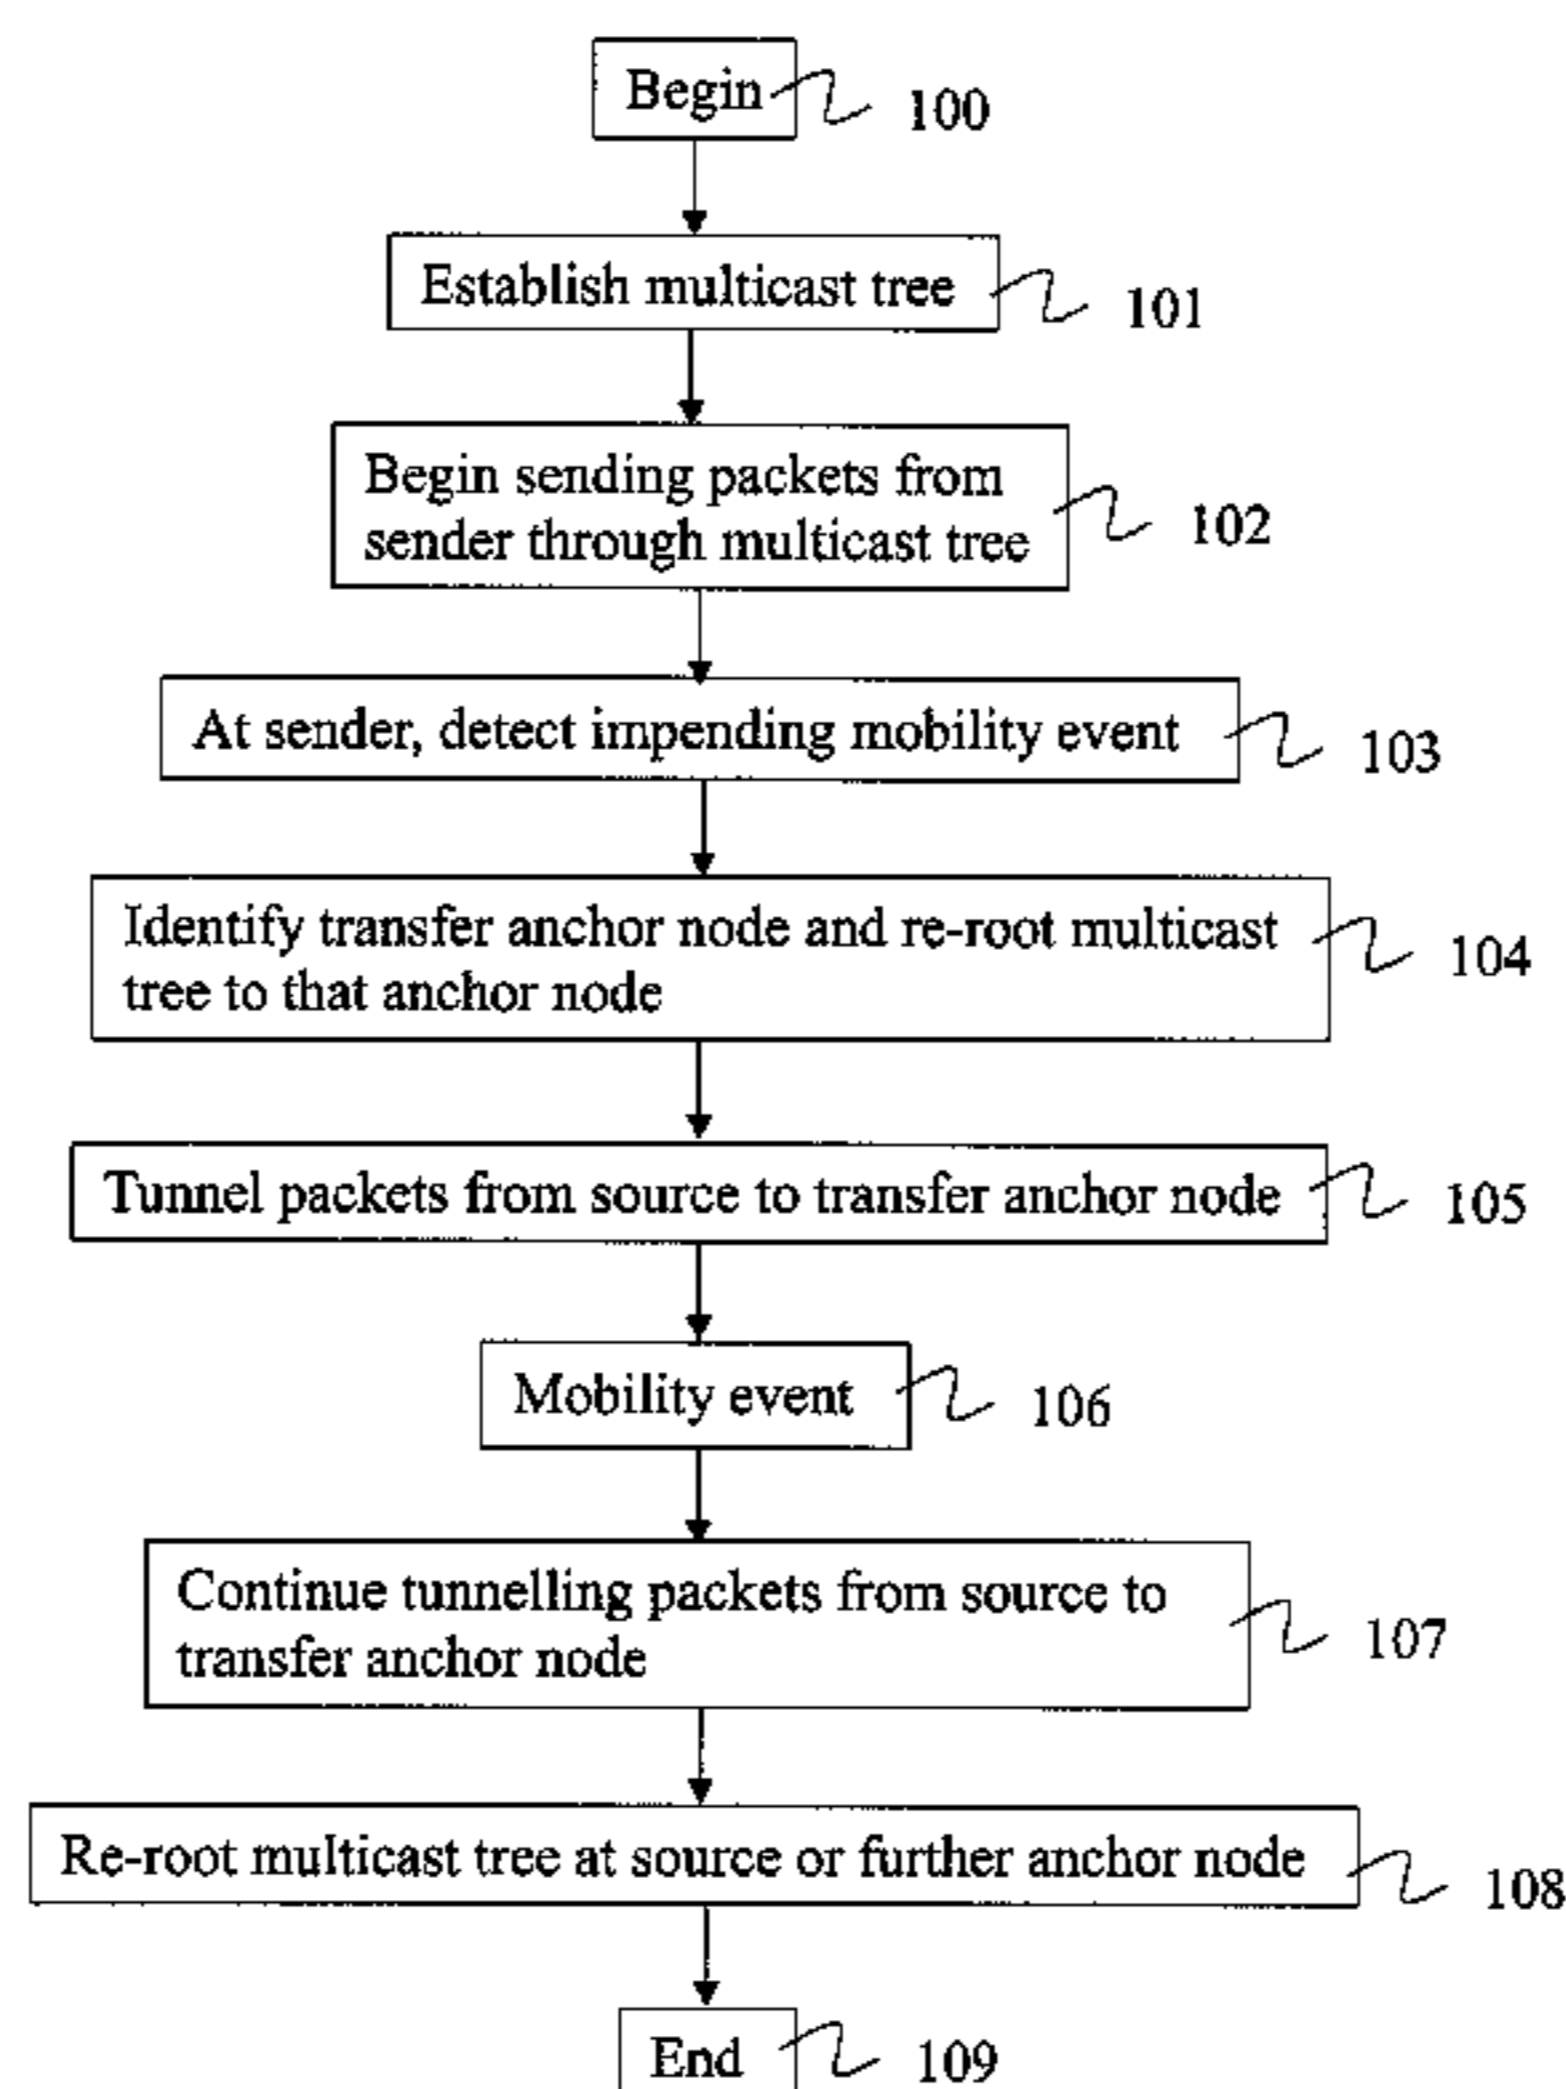 Begin
100
Establish multicast tree
101
Begin sending packets from
sender through multicast tree
102
At sender, detect impending mobility event
103
Identify transfer anchor node and re-root multicast
tree to that anchor node
104
Tunnel packets from source to transfer anchor node
105
Mobility event
106
Continue tunnelling packets from source to
transfer anchor node
107
Re-root multicast tree at source or further anchor node
108
End
109